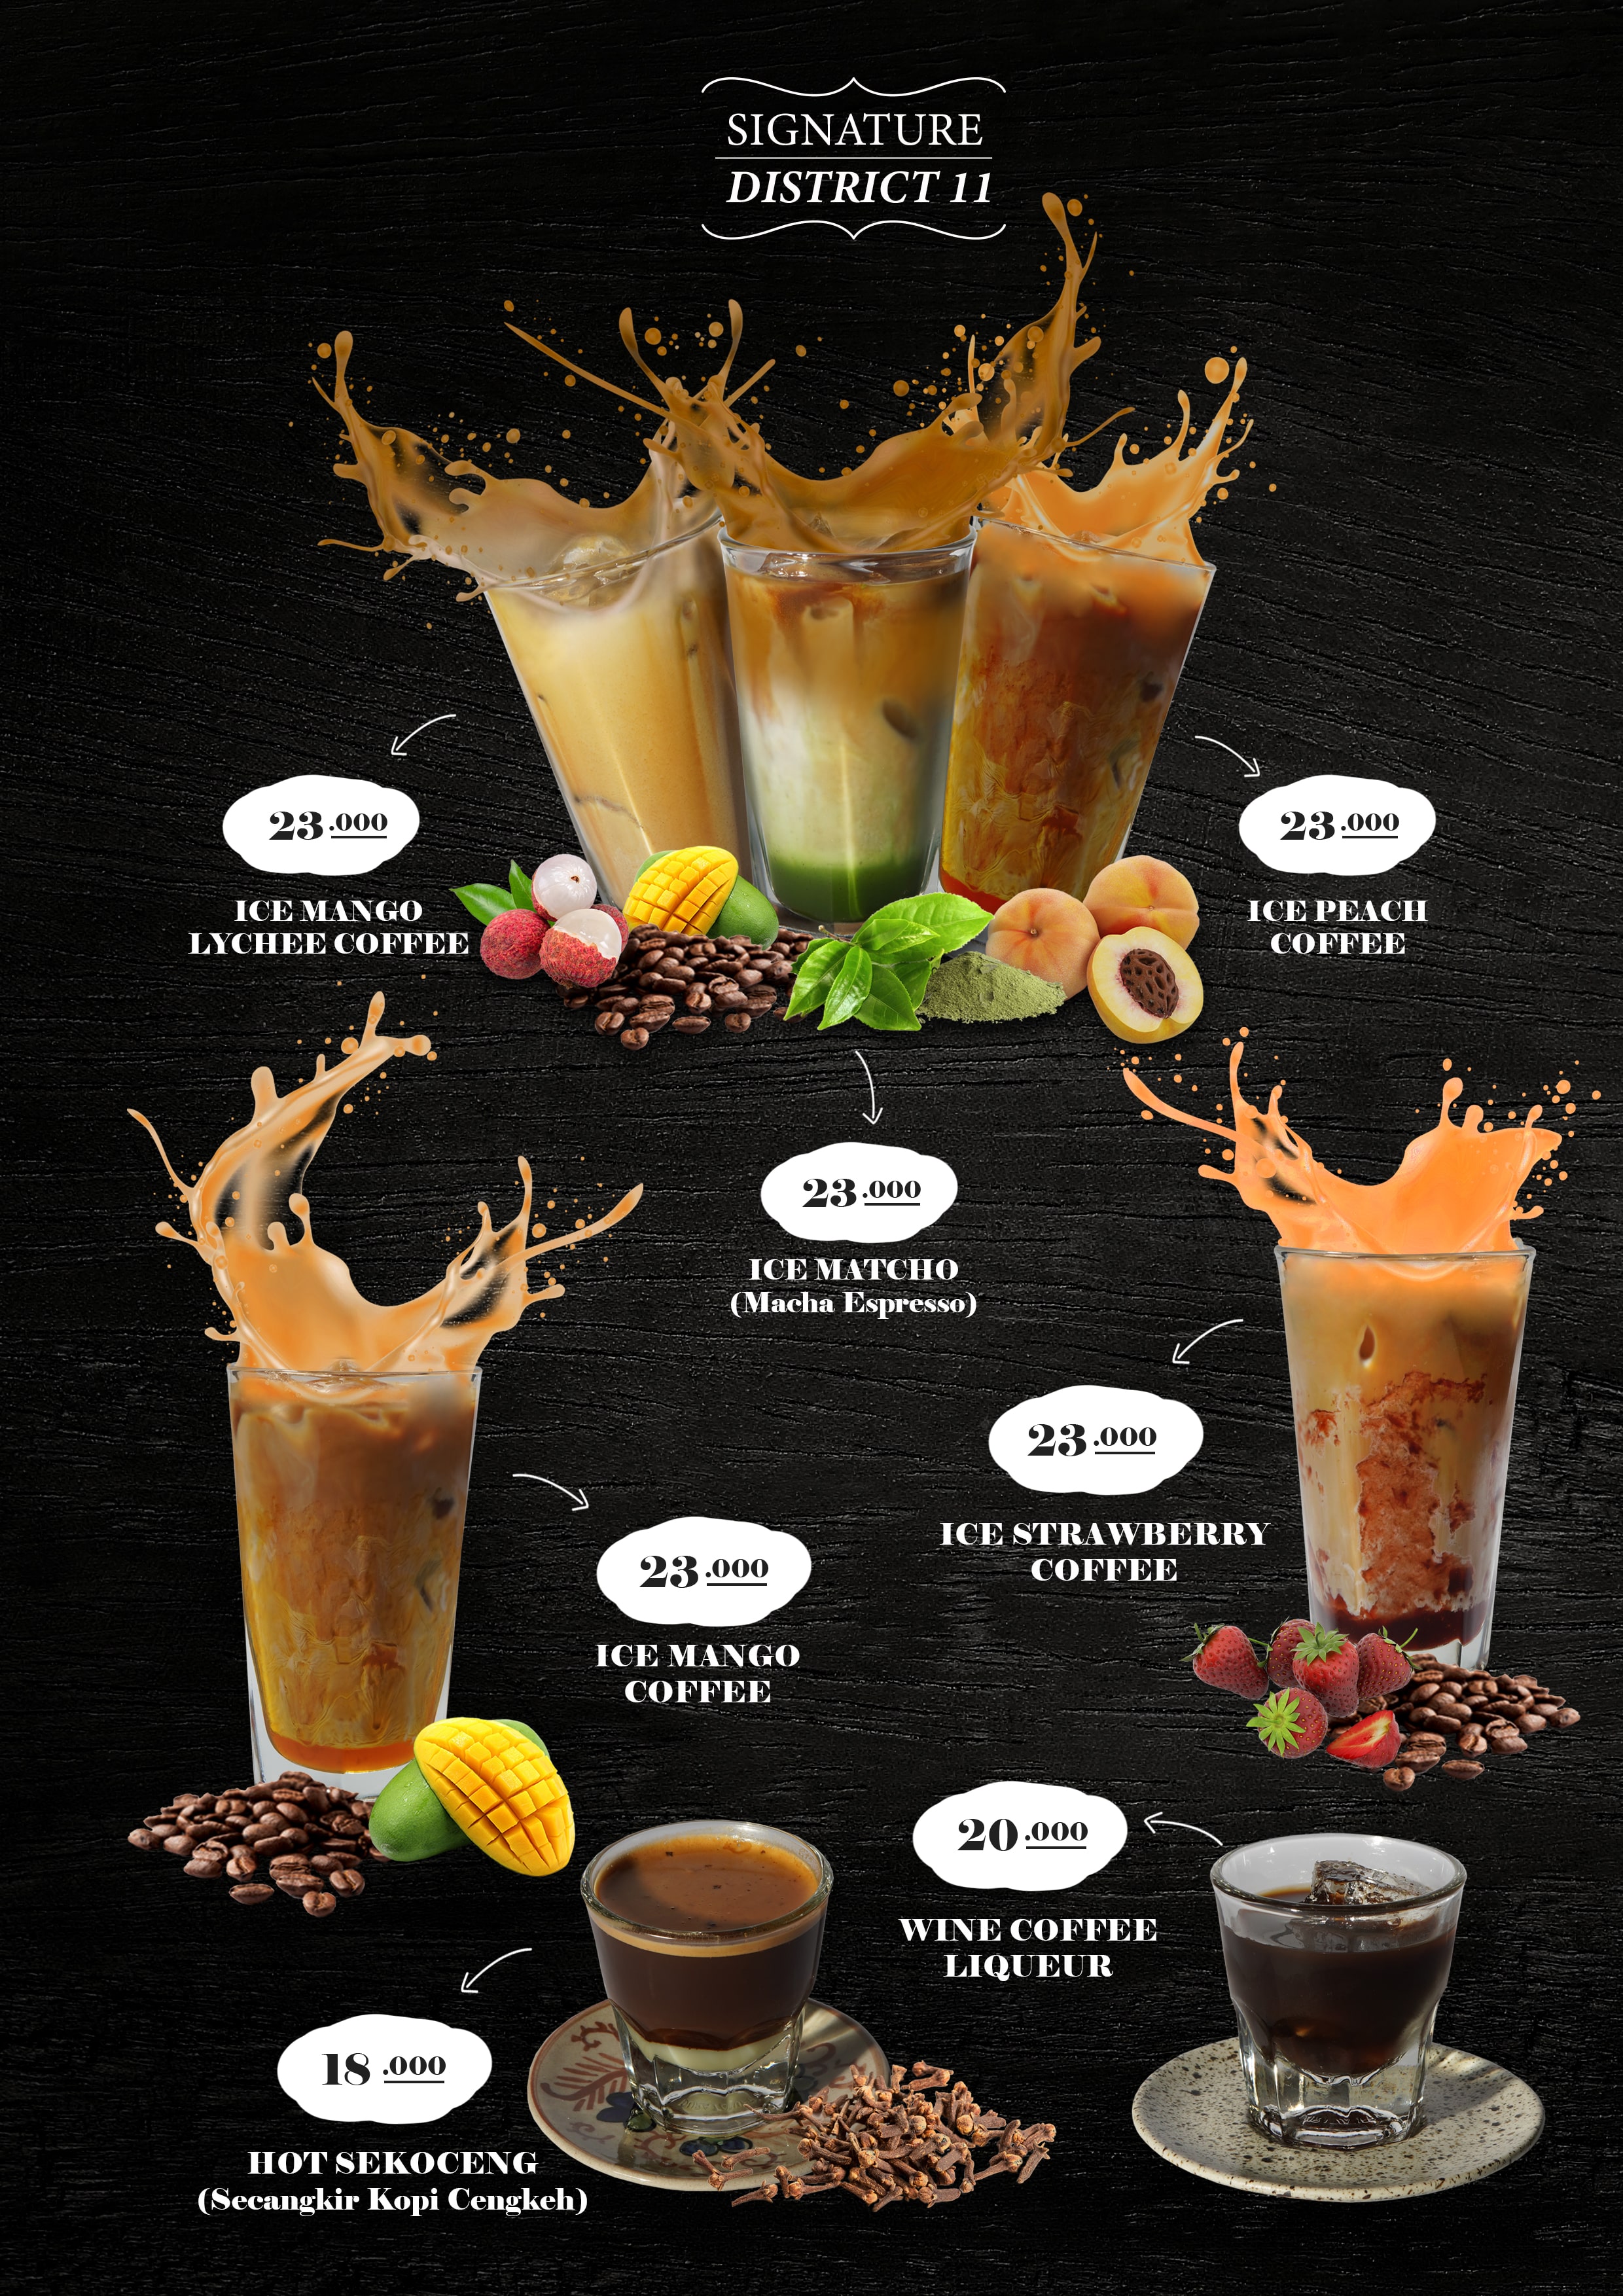 SIGNATURE
DISTRICT 11
23.000
ICE MANGO
LYCHEE COFFEE
23.000
ICE PEACH
COFFEE
23.000
ICE MATCHO
(Macha Espresso)
23.000
ICE STRAWBERRY
COFFEE
23.000
ICE MANGO
COFFEE
20.000
WINE COFFEE
LIQUEUR
18.000
HOT SEKOCENG
(Secangkir Kopi Cengkeh)